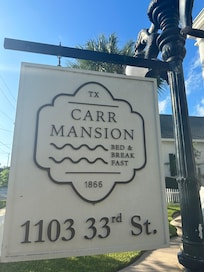 TX
CARR
MANSION
BED &
BREAK
FAST
1866
1103 33rd St.